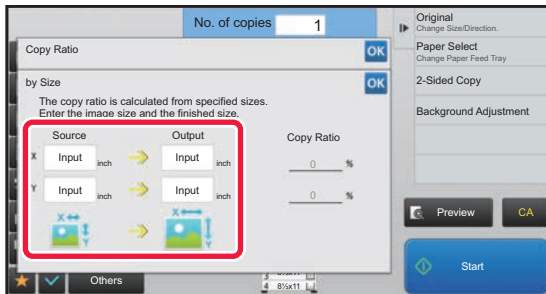 No. of copies 1
Original
Change Size/Direction.
Copy Ratio OK
Paper Select
Change Paper Feed Tray
by Size OK
2-Sided Copy
The copy ratio is calculated from specified sizes.
Enter the image size and the finished size.
Background Adjustment
Source Output Copy Ratio
X Input inch Input inch 0 %
Y Input inch Input inch 0 %
X Y X Y
Preview CA
Start
Others
4 8½x11